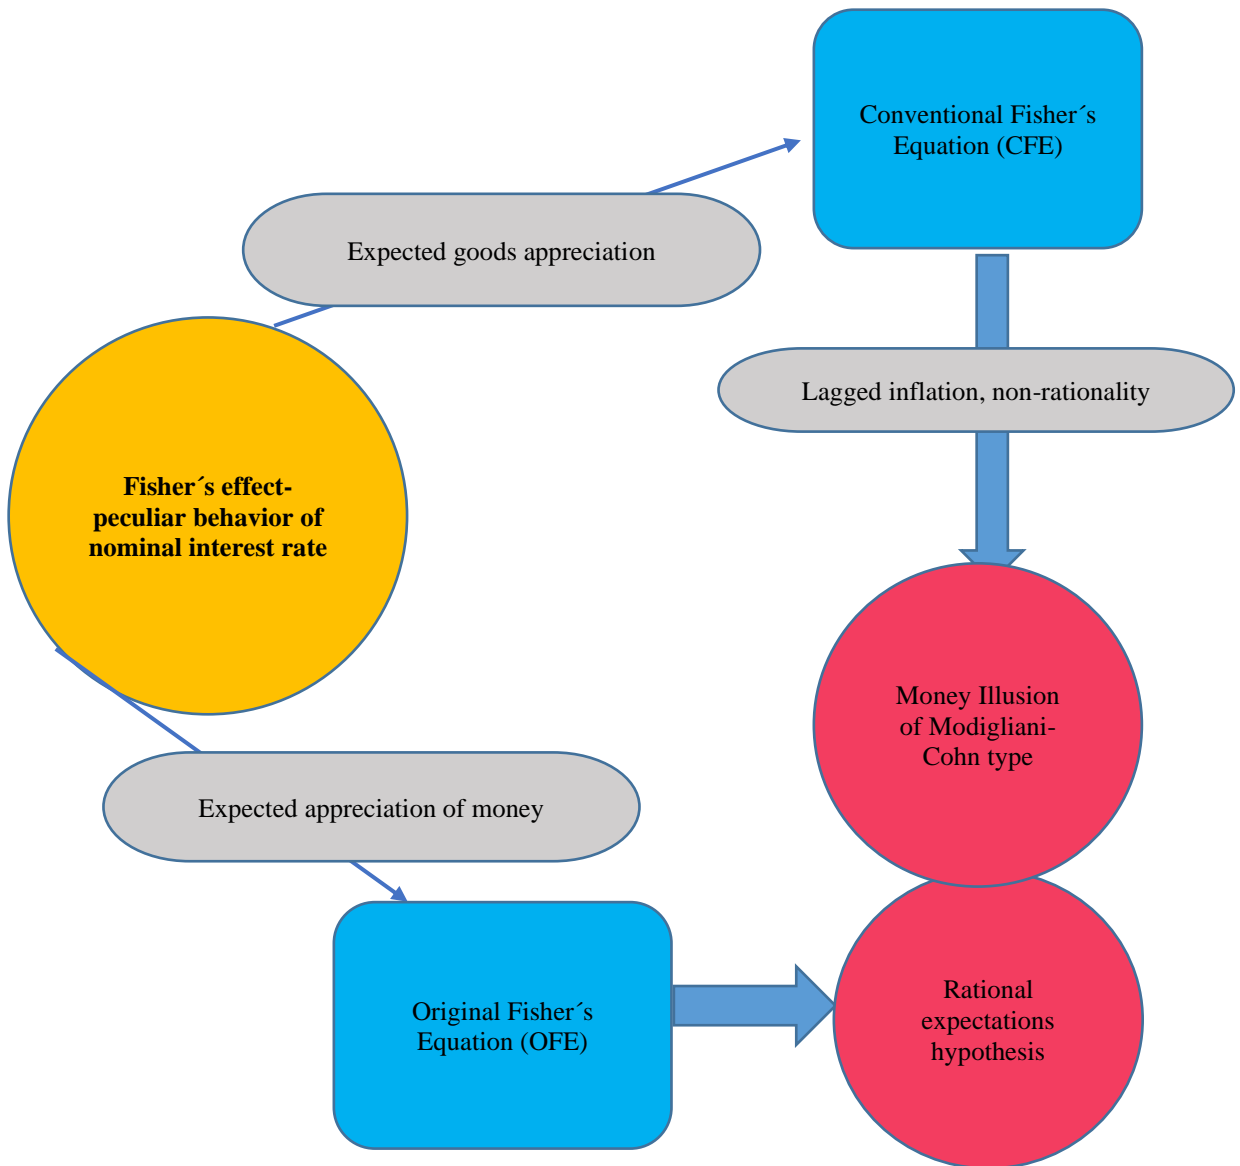 Conventional Fisher´s
Equation (CFE)
Expected goods appreciation
Lagged inflation, non-rationality
Fisher´s effect-
peculiar behavior of
nominal interest rate
Money Illusion
of Modigliani-
Cohn type
Expected appreciation of money
Original Fisher´s
Equation (OFE)
Rational
expectations
hypothesis